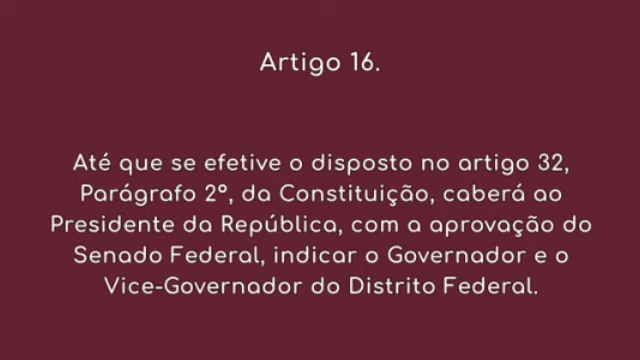 Artigo 16.
Até que se efetive o disposto no artigo 32,
Parágrafo 2º, da Constituição, caberá ao
Presidente da República, com a aprovação do
Senado Federal, indicar o Governador e o
Vice-Governador do Distrito Federal.